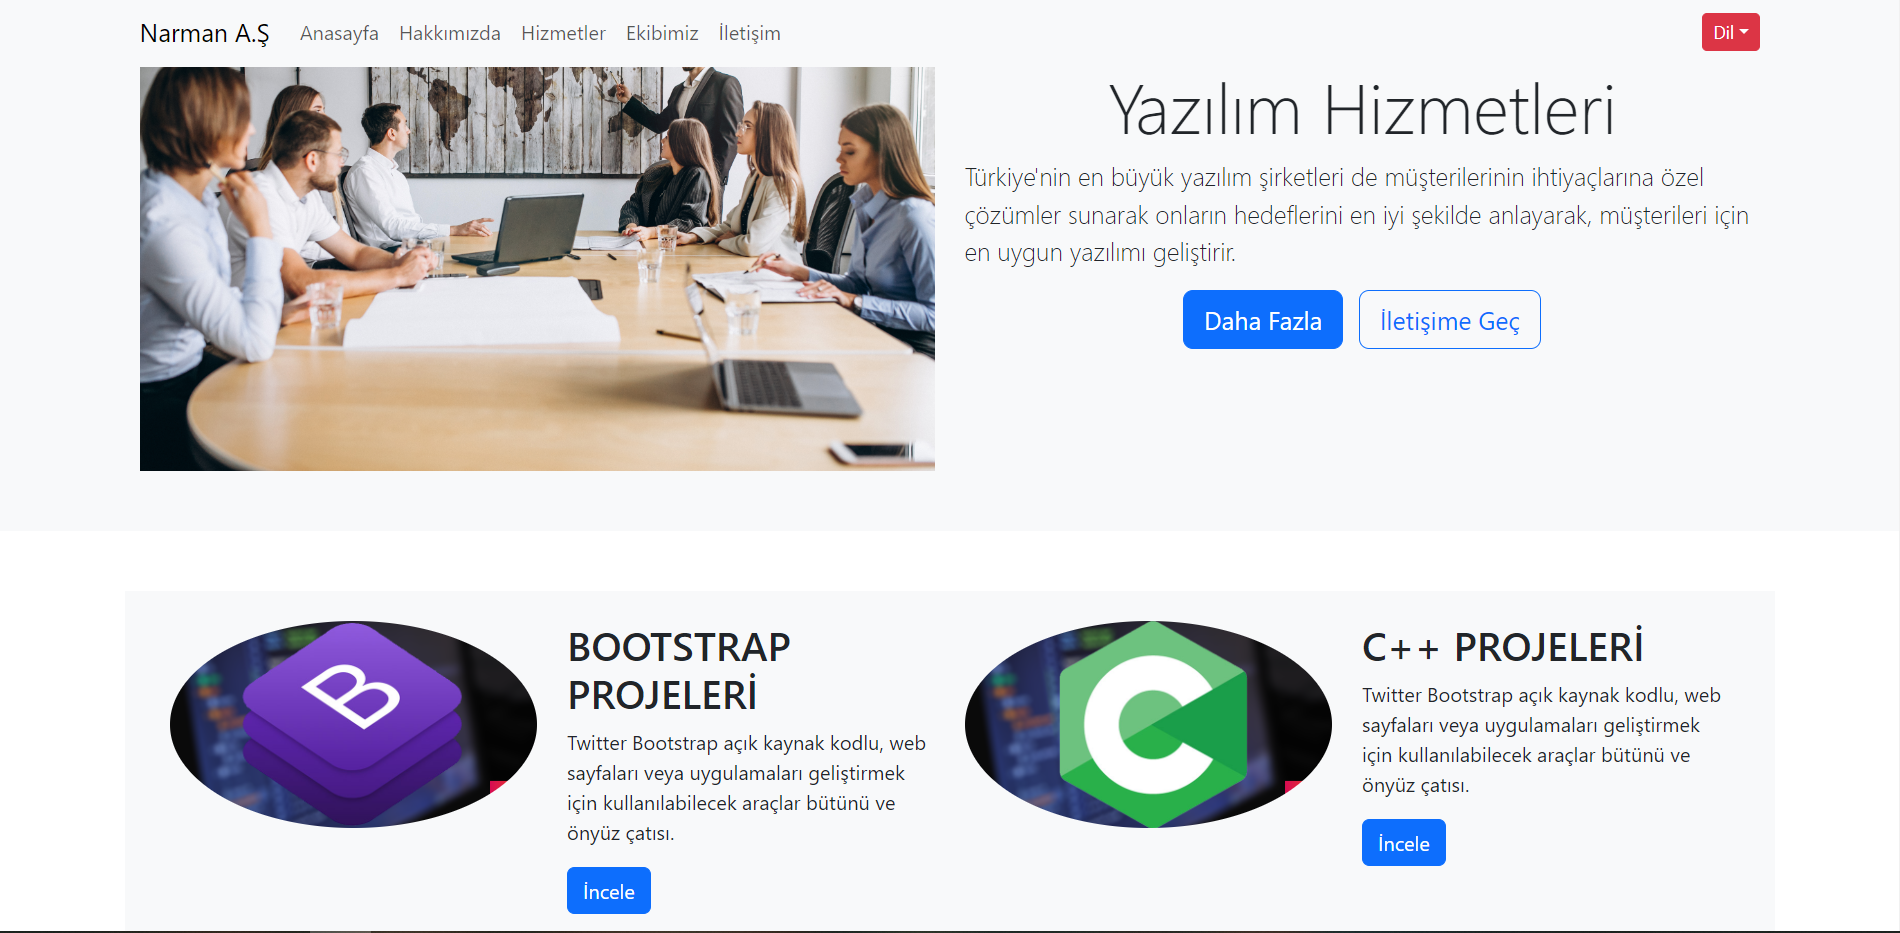 Narman A.Ş Anasayfa Hakkımızda Hizmetler Ekibimiz İletişim Dil
Yazılım Hizmetleri
Türkiye'nin en büyük yazılım şirketleri de müşterilerinin ihtiyaçlarına özel
çözümler sunarak onların hedeflerini en iyi şekilde anlayarak, müşterileri için
en uygun yazılımı geliştirir.
Daha Fazla İletişime Geç
B
BOOTSTRAP
PROJELERİ
Twitter Bootstrap açık kaynak kodlu, web
sayfaları veya uygulamaları geliştirmek
için kullanılabilecek araçlar bütünü ve
önyüz çatısı.
İncele
C
C++ PROJELERİ
Twitter Bootstrap açık kaynak kodlu, web
sayfaları veya uygulamaları geliştirmek
için kullanılabilecek araçlar bütünü ve
önyüz çatısı.
İncele